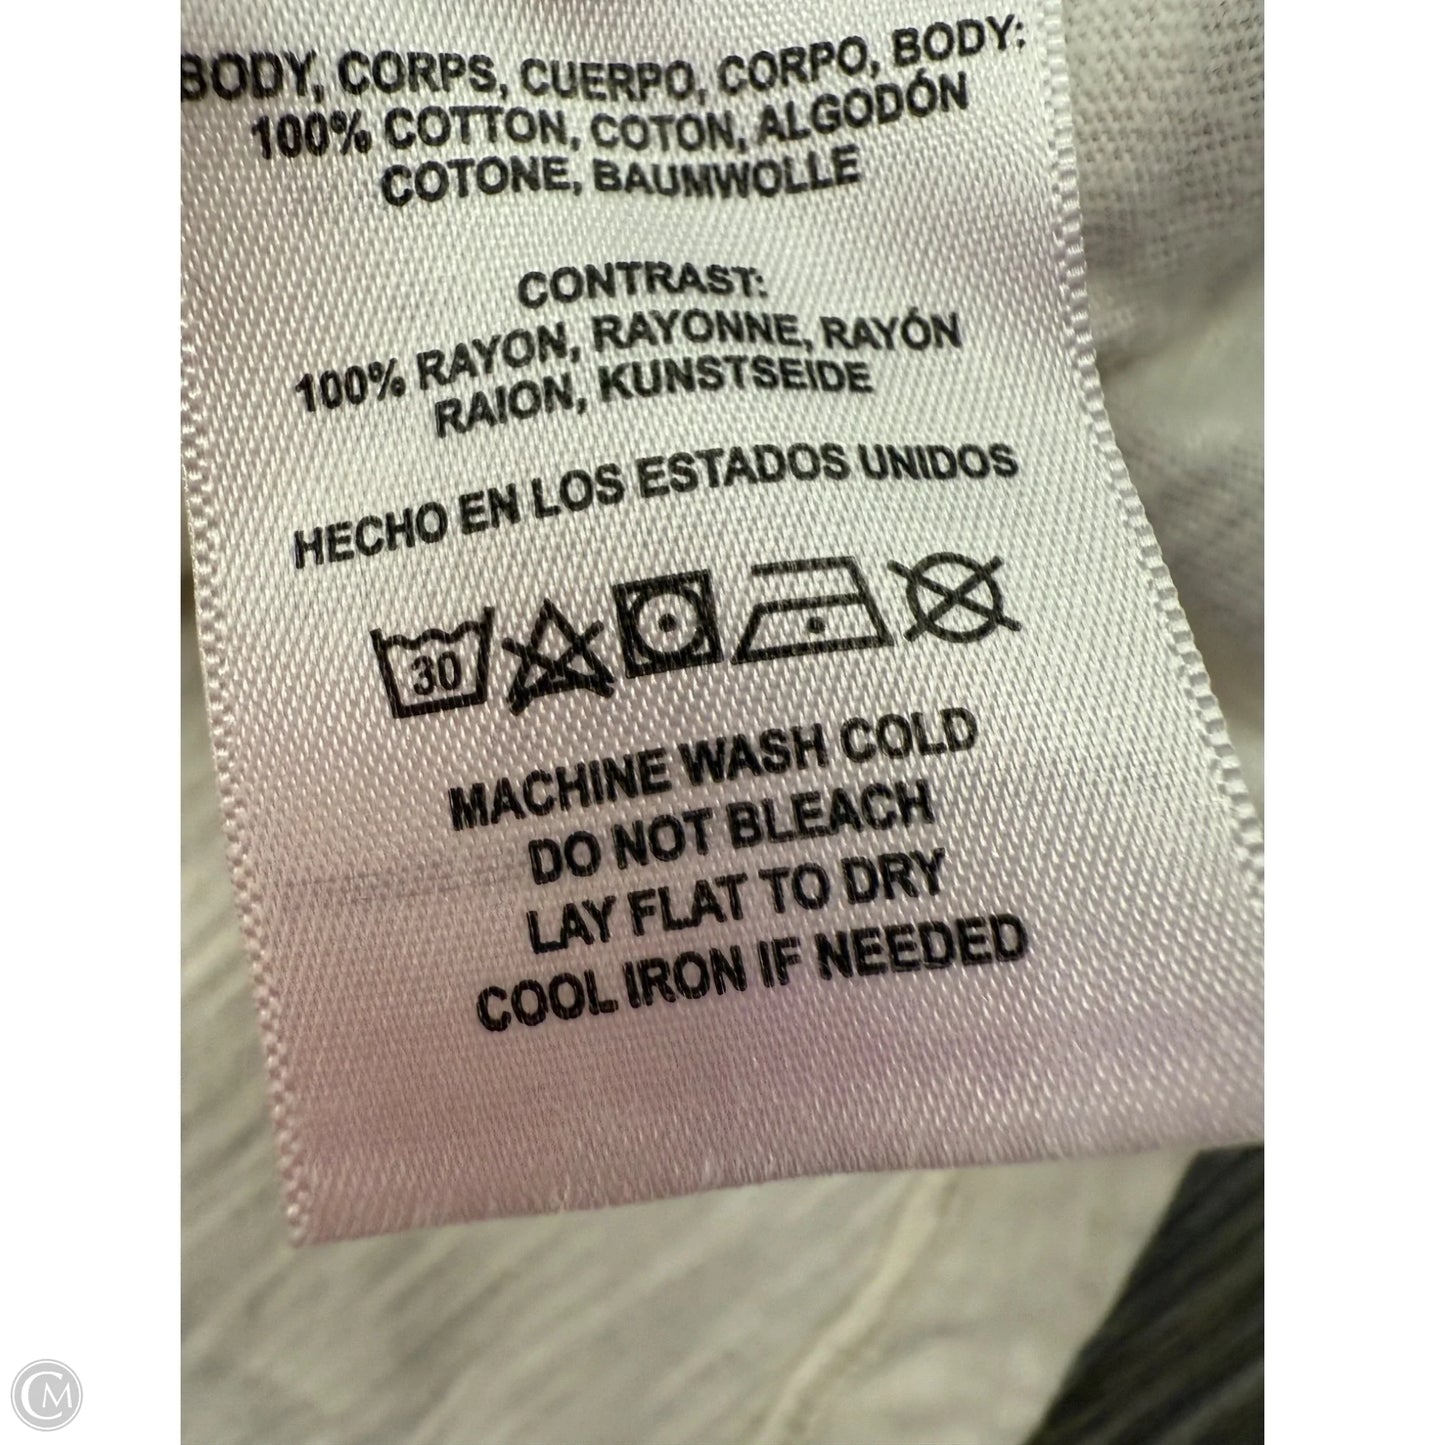 BODY, CORPS, CUERPO, CORPO, BODY:
100% COTTON, COTON, ALGODÓN
COTONE, BAUMWOLLE
CONTRAST:
100% RAYON, RAYONNE, RAYÓN
RAION, KUNSTSEIDE
HECHO EN LOS ESTADOS UNIDOS
30
MACHINE WASH COLD
DO NOT BLEACH
LAY FLAT TO DRY
COOL IRON IF NEEDED
CM